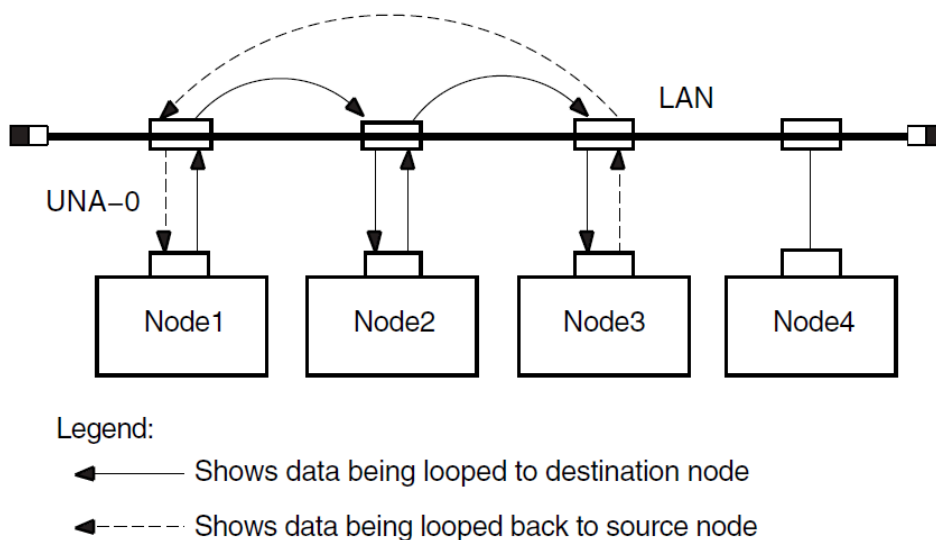 LAN
UNA−0
Node1 Node2 Node3 Node4
Legend:
Shows data being looped to destination node
Shows data being looped back to source node